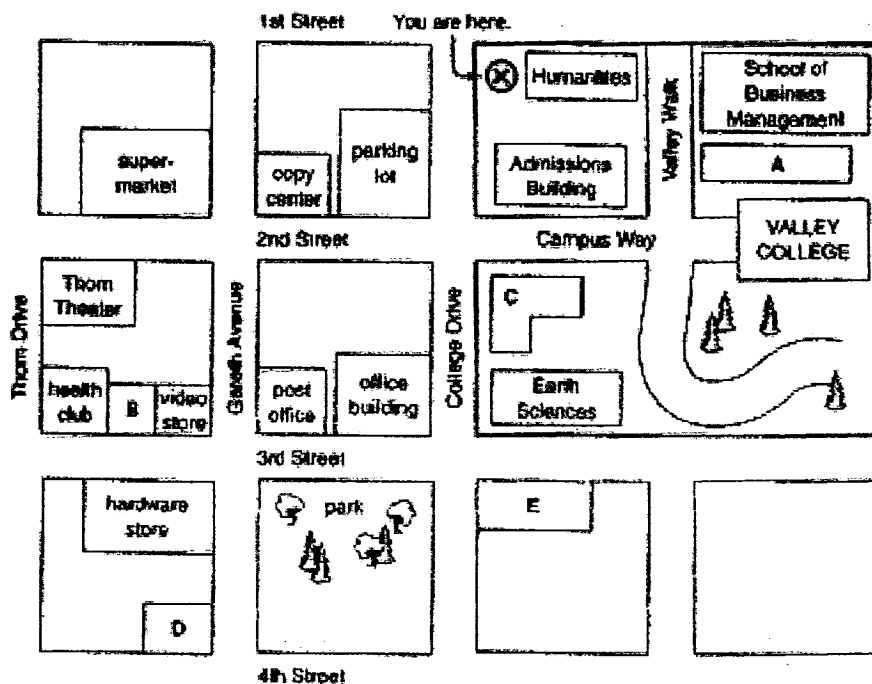 1st Street
You are here.
Humanities
School of
Business
Management
Valley Walk
A
super-
market
copy
center
parking
lot
Admissions
Building
2nd Street
Campus Way
VALLEY
COLLEGE
Thom Drive
Thom
Theater
Gareth Avenue
College Drive
C
health
club
B
video
store
post
office
office
building
Earth
Sciences
3rd Street
hardware
store
park
E
D
4th Street